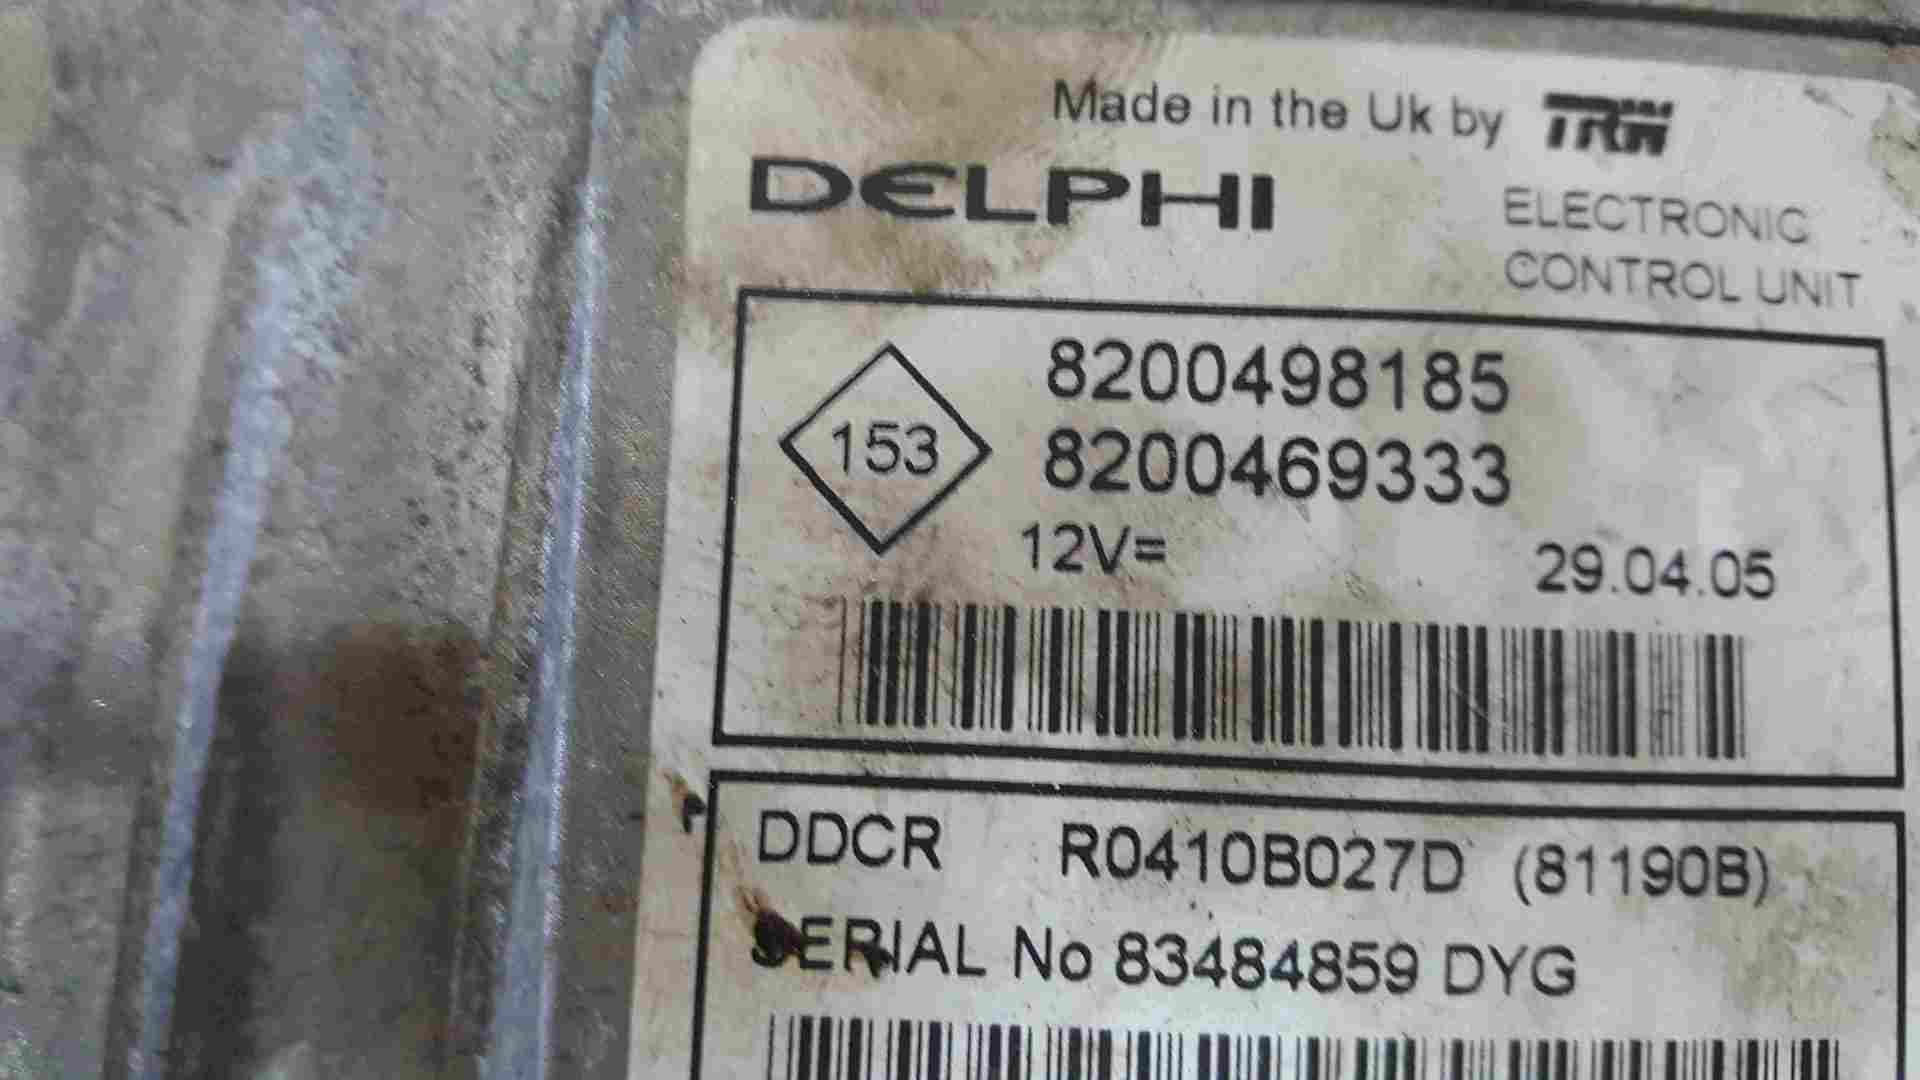 Made in the Uk by TRW
DELPHI
ELECTRONIC
CONTROL UNIT
8200498185
153
8200469333
12V=
29.04.05
DDCR R0410B027D (81190B)
SERIAL No 83484859 DYG